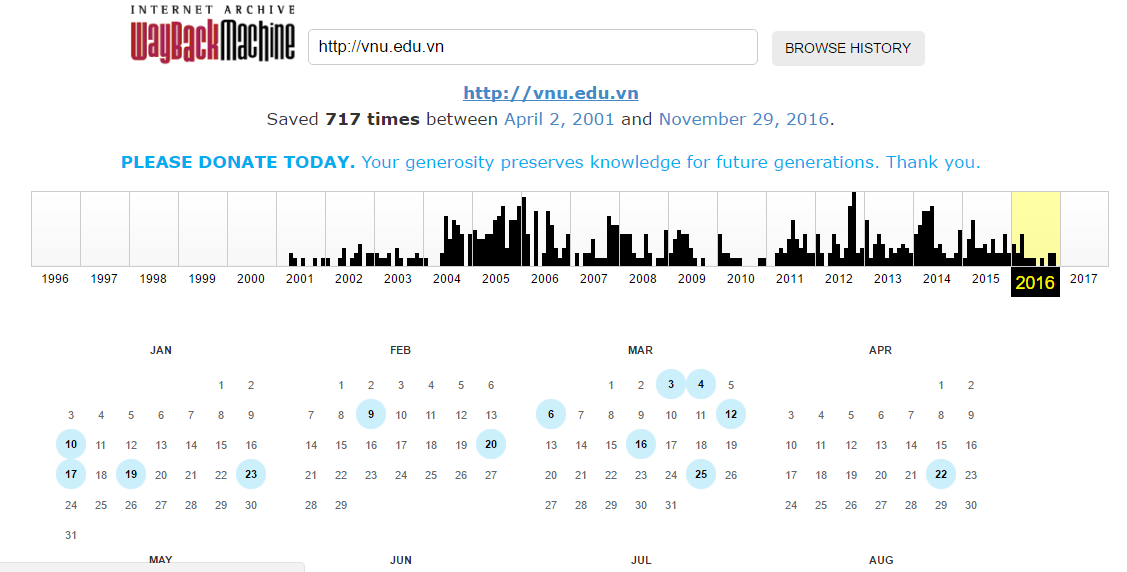 INTERNET ARCHIVE
WayBackMachine
http://vnu.edu.vn
BROWSE HISTORY
http://vnu.edu.vn
Saved 717 times between April 2, 2001 and November 29, 2016.
PLEASE DONATE TODAY. Your generosity preserves knowledge for future generations. Thank you.
1996 1997 1998 1999 2000 2001 2002 2003 2004 2005 2006 2007 2008 2009 2010 2011 2012 2013 2014 2015 2016 2017
JAN
1 2
3 4 5 6 7 8 9
10 11 12 13 14 15 16
17 18 19 20 21 22 23
24 25 26 27 28 29 30
31
FEB
1 2 3 4 5 6
7 8 9 10 11 12 13
14 15 16 17 18 19 20
21 22 23 24 25 26 27
28 29
MAR
1 2 3 4 5
6 7 8 9 10 11 12
13 14 15 16 17 18 19
20 21 22 23 24 25 26
27 28 29 30 31
APR
1 2
3 4 5 6 7 8 9
10 11 12 13 14 15 16
17 18 19 20 21 22 23
24 25 26 27 28 29 30
MAY
JUN
JUL
AUG